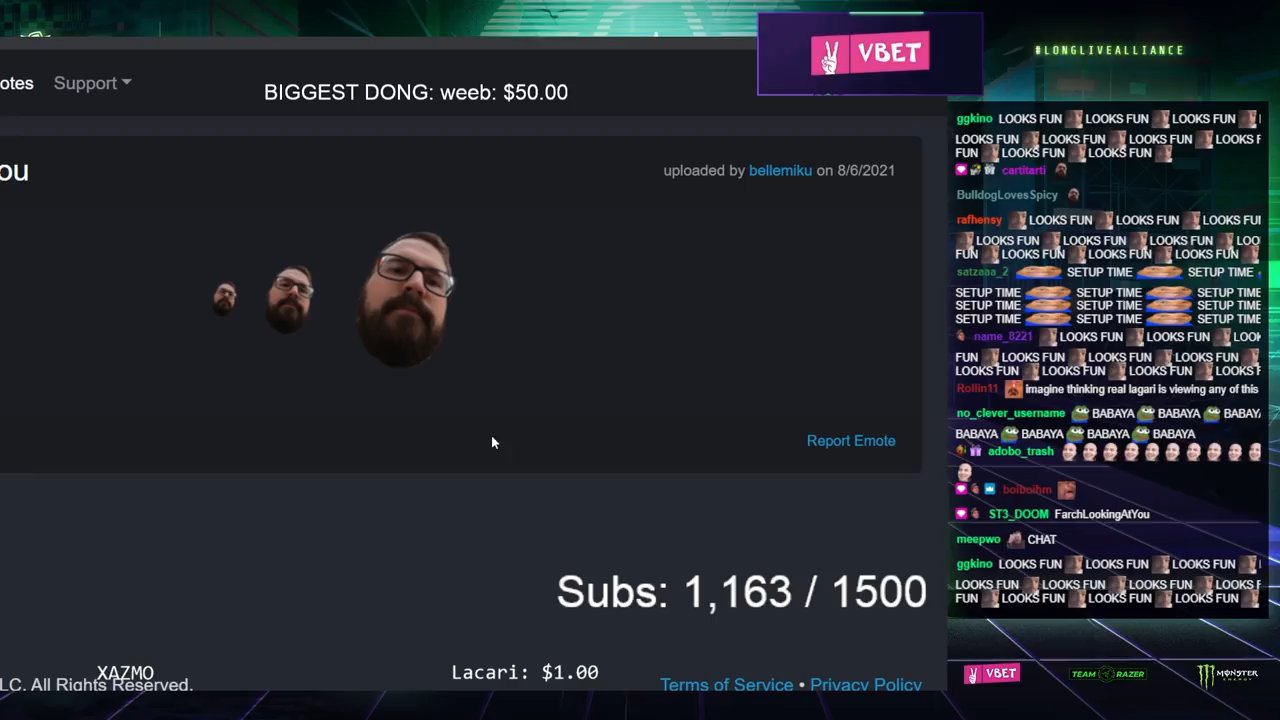 VBET
#LONGLIVEALLIANCE
otes
Support
BIGGEST DONG: weeb: $50.00
ou
uploaded by bellemiku on 8/6/2021
Report Emote
Subs: 1,163 / 1500
XAZMO
Lacari: $1.00
LC. All Rights Reserved.
Terms of Service • Privacy Policy
ggkino LOOKS FUN LOOKS FUN LOOKS FUN
LOOKS FUN LOOKS FUN LOOKS FUN LOOKS F
FUN LOOKS FUN LOOKS FUN
cartitarti
BulldogLovesSpicy
rafhensy LOOKS FUN LOOKS FUN LOOKS FUI
LOOKS FUN LOOKS FUN LOOKS FUN LOO
FUN LOOKS FUN LOOKS FUN LOOKS FUN
satzaaa_2 SETUP TIME SETUP TIME
SETUP TIME SETUP TIME SETUP TIME
SETUP TIME SETUP TIME SETUP TIME
SETUP TIME SETUP TIME SETUP TIME
name_8221 LOOKS FUN LOOKS FUN LOOK
FUN LOOKS FUN LOOKS FUN LOOKS FUN
LOOKS FUN LOOKS FUN LOOKS FUN LOOKS F
Rollin11 imagine thinking real lagari is viewing any of this
no_clever_username BABAYA BABAYA BABAY
BABAYA BABAYA BABAYA BABAYA
adobo_trash
boiboihm
ST3_DOOM FarchLookingAtYou
meepwo CHAT
ggkino LOOKS FUN LOOKS FUN LOOKS FUN
LOOKS FUN LOOKS FUN LOOKS FUN LOOKS F
FUN LOOKS FUN LOOKS FUN LOOKS FUN
VBET
TEAM RAZER
MONSTER
ENERGY